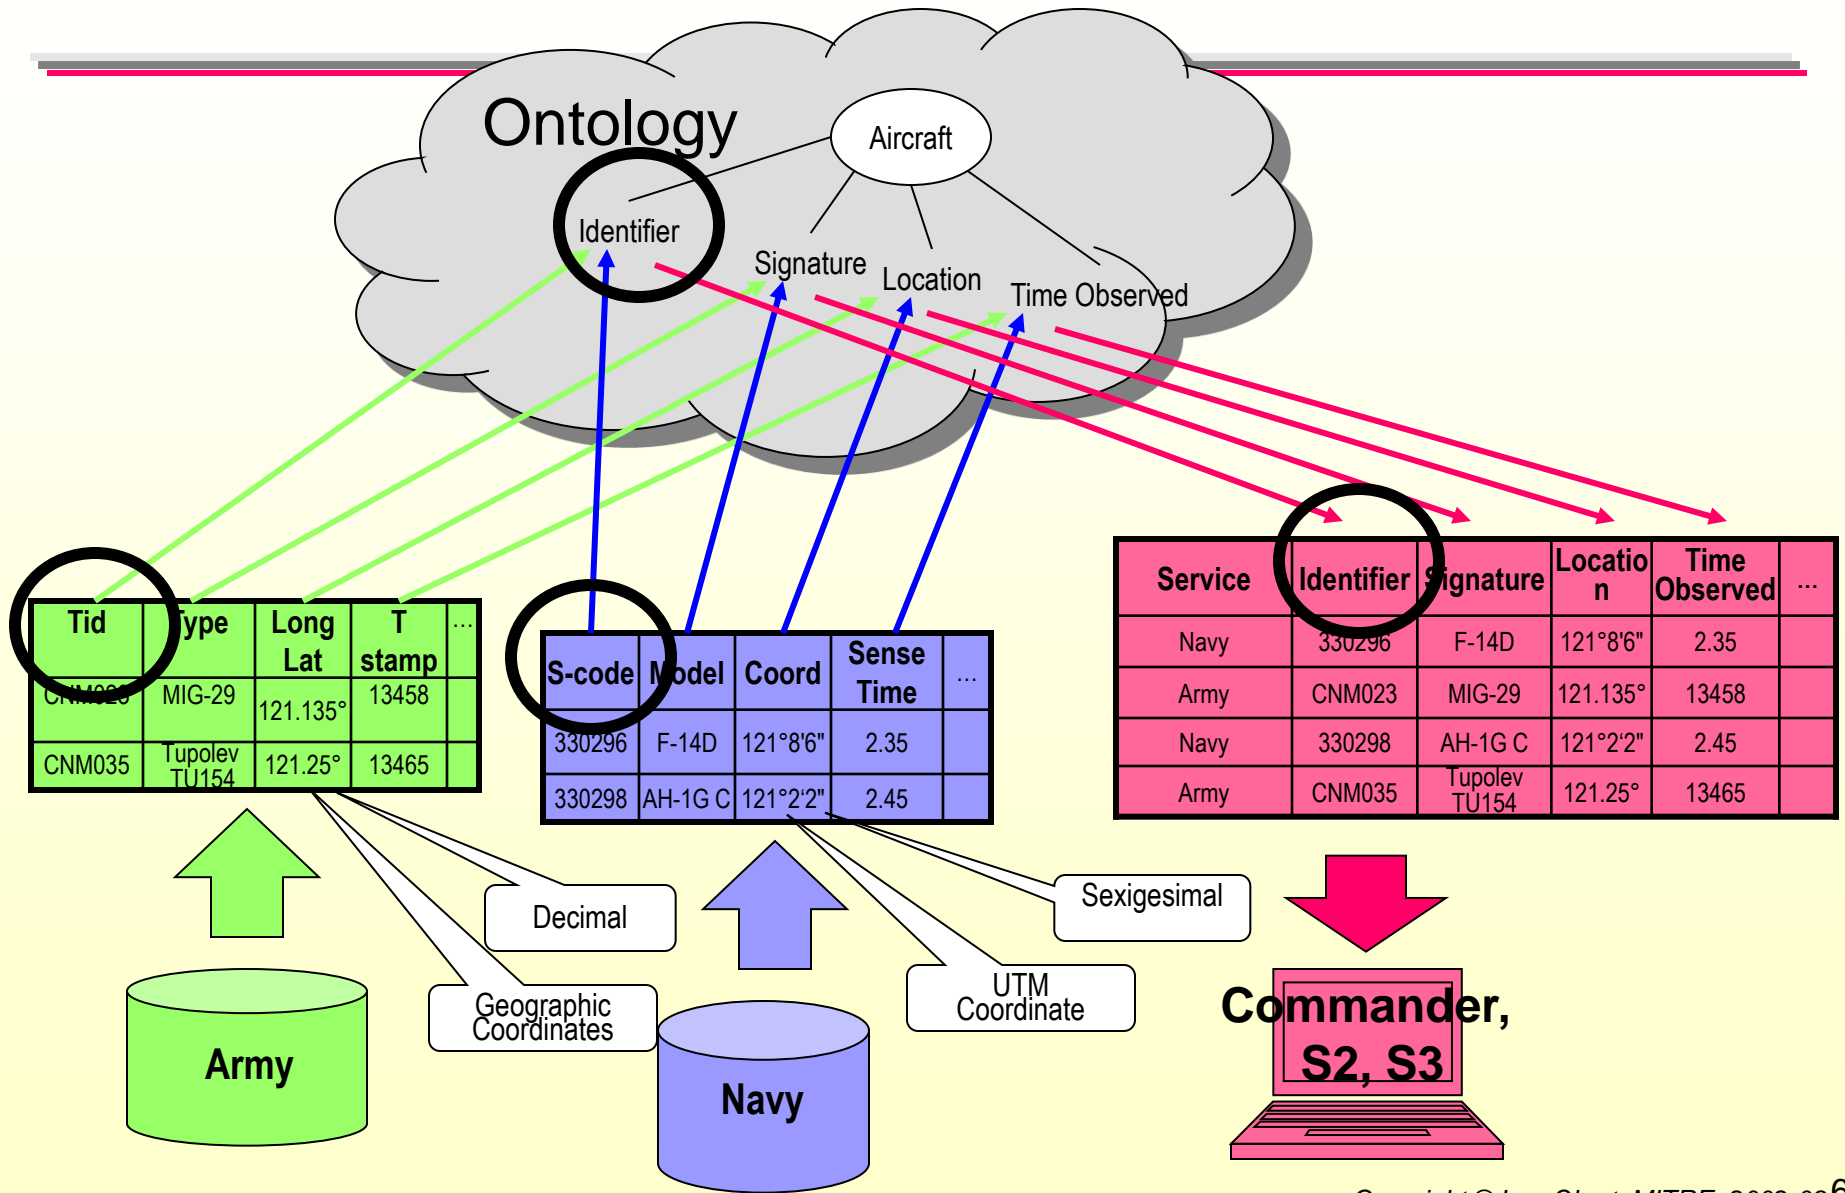 Ontology
Aircraft
Identifier
Signature
Location
Time Observed
Tid Type Long Lat T stamp ...
CNM023 MIG-29 121.135° 13458
CNM035 Tupolev TU154 121.25° 13465
S-code Model Coord Sense Time ...
330296 F-14D 121°8'6" 2.35
330298 AH-1G C 121°2‘2" 2.45
Service Identifier Signature Locatio n Time Observed ...
Navy 330296 F-14D 121°8'6" 2.35
Army CNM023 MIG-29 121.135° 13458
Navy 330298 AH-1G C 121°2‘2" 2.45
Army CNM035 Tupolev TU154 121.25° 13465
Decimal
Geographic
Coordinates
Sexigesimal
UTM
Coordinate
Army
Navy
Commander,
S2, S3
6